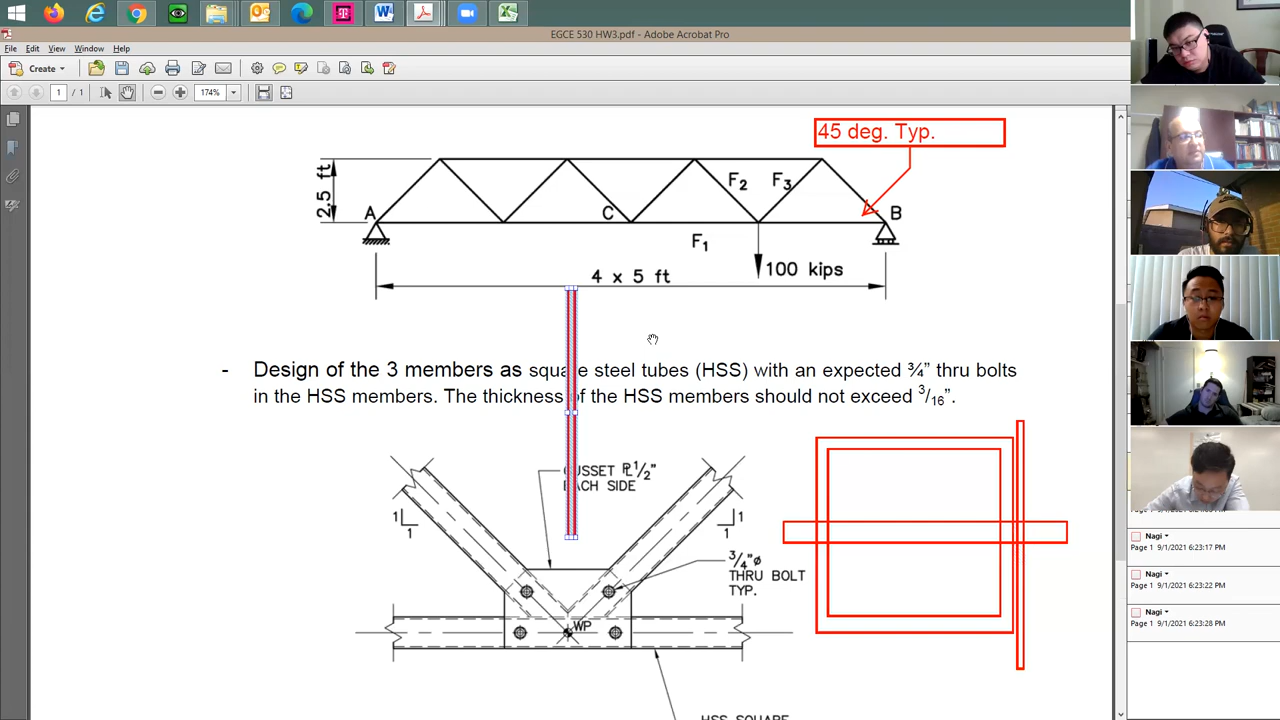 EGCE 530 HW3.pdf - Adobe Acrobat Pro
File Edit View Window Help
Create
1 / 1 174%
45 deg. Typ.
2.5 ft
A
C
F2
F3
B
F1
100 kips
4 x 5 ft
- Design of the 3 members as square steel tubes (HSS) with an expected ¾” thru bolts
in the HSS members. The thickness of the HSS members should not exceed 3/16”.
GUSSET PL 1/2"
EACH SIDE
1
1
1
1
3/4"ø
THRU BOLT
TYP.
WP
HSS SQUARE
Nagi
Page 1 9/1/2021 6:23:17 PM
Nagi
Page 1 9/1/2021 6:23:22 PM
Nagi
Page 1 9/1/2021 6:23:28 PM